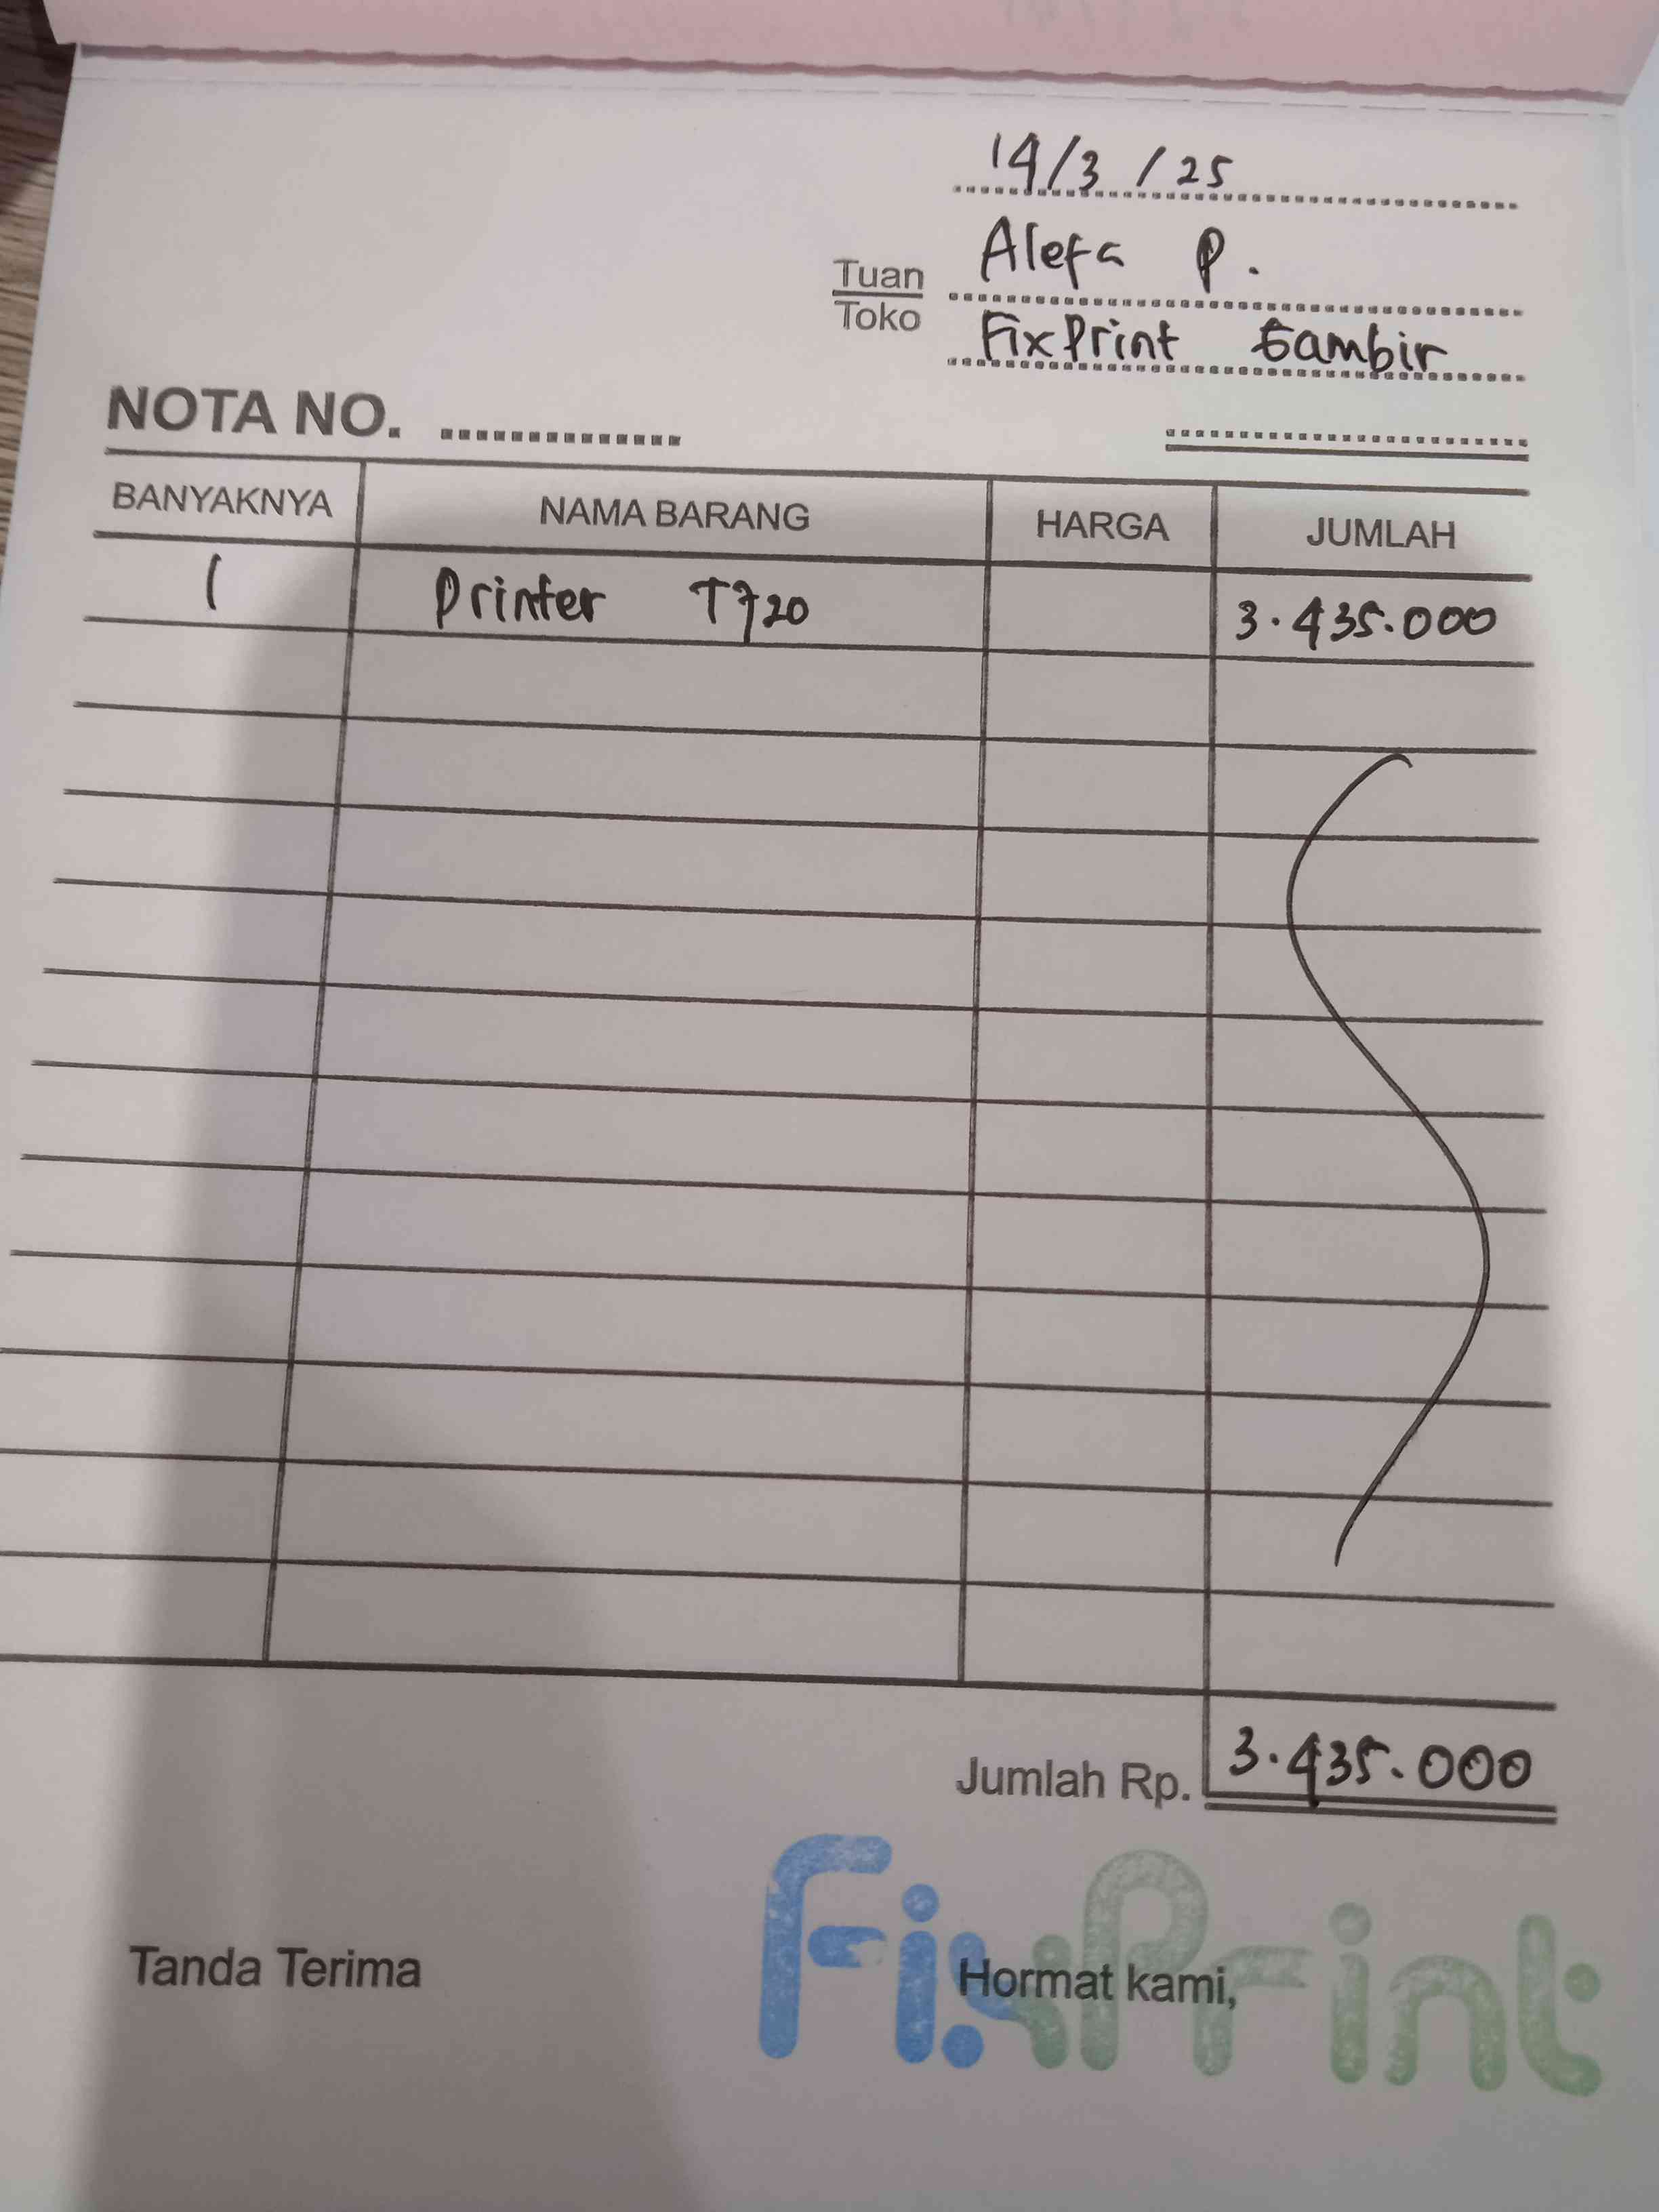 14/3/25
Tuan Alefa P.
Toko FixPrint Gambir
NOTA NO.
BANYAKNYA NAMA BARANG HARGA JUMLAH
1 Printer T720 3.435.000
Jumlah Rp. 3.435.000
Tanda Terima Hormat kami,
FixPrint